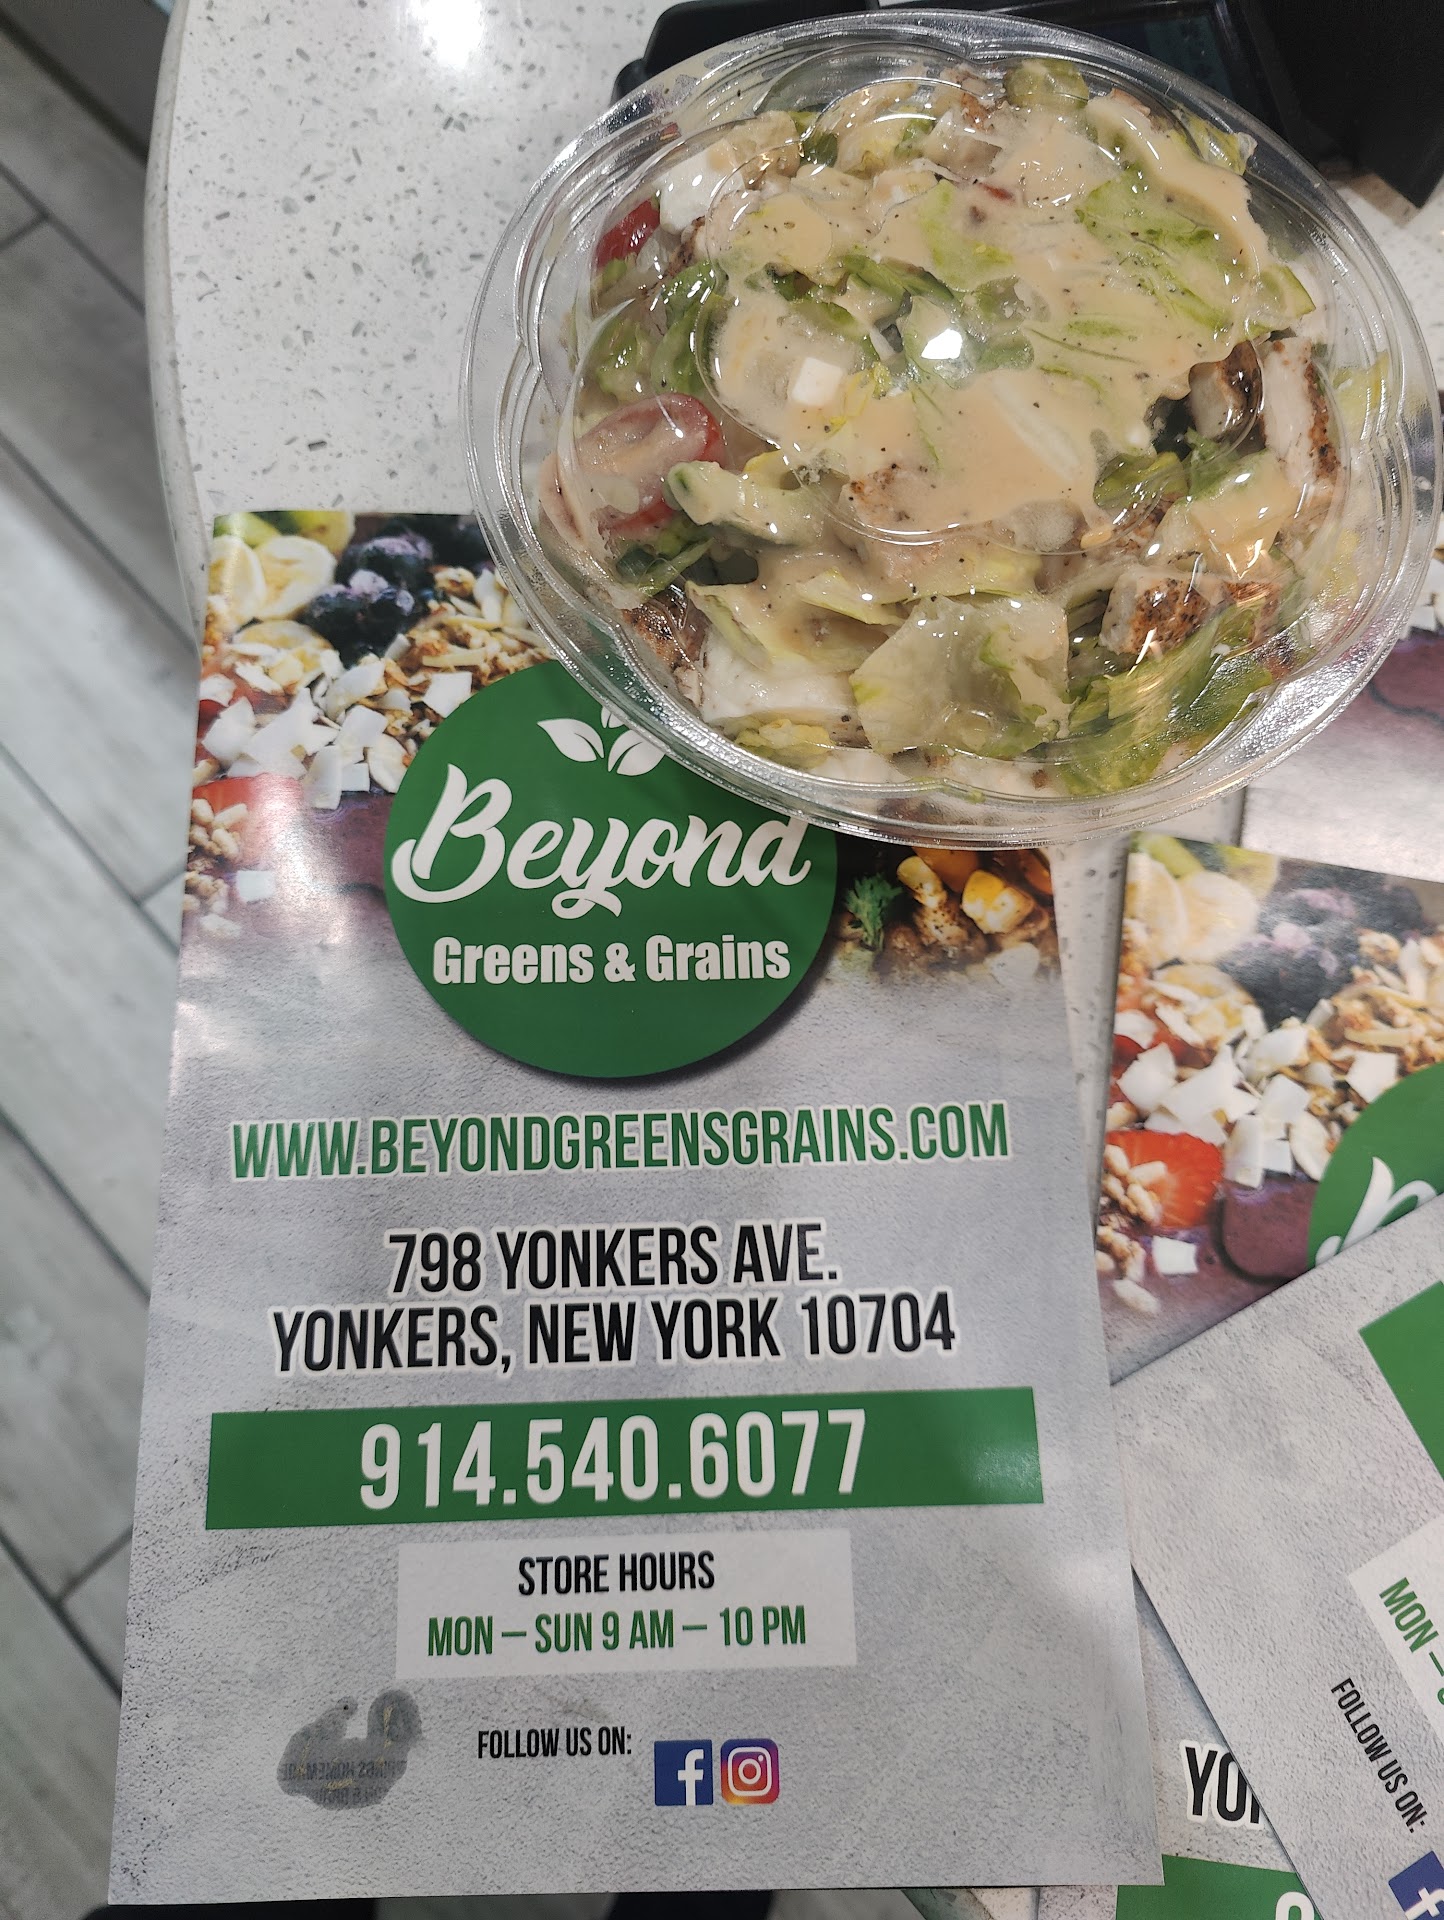 Beyond
Greens & Grains
WWW.BEYONDGREENSGRAINS.COM
798 YONKERS AVE.
YONKERS, NEW YORK 10704
914.540.6077
STORE HOURS
MON – SUN 9 AM – 10 PM
FOLLOW US ON:
MON –
FOLLOW US ON: